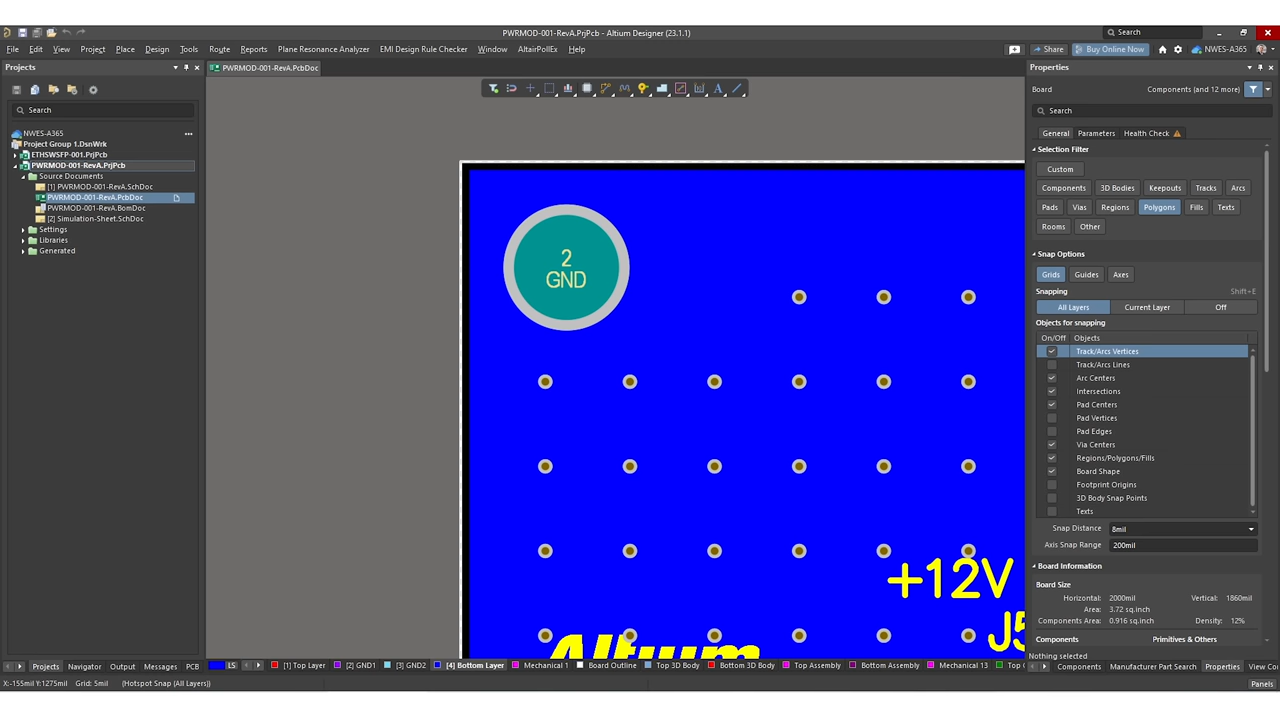 PWRMOD-001-RevA.PrjPcb - Altium Designer (23.1.1)
Search
File Edit View Project Place Design Tools Route Reports Plane Resonance Analyzer EMI Design Rule Checker Window AltairPollEx Help
Share Buy Online Now NWES-A365
Projects
PWRMOD-001-RevA.PcbDoc
Properties
Board Components (and 12 more)
Search
Search
NWES-A365
Project Group 1.DsnWrk
ETHSWSFP-001.PrjPcb
PWRMOD-001-RevA.PrjPcb
Source Documents
[1] PWRMOD-001-RevA.SchDoc
PWRMOD-001-RevA.PcbDoc
PWRMOD-001-RevA.BomDoc
[2] Simulation-Sheet.SchDoc
Settings
Libraries
Generated
2
GND
+12V
J5
Altium
General Parameters Health Check
Selection Filter
Custom
Components 3D Bodies Keepouts Tracks Arcs
Pads Vias Regions Polygons Fills Texts
Rooms Other
Snap Options
Grids Guides Axes
Snapping Shift+E
All Layers Current Layer Off
Objects for snapping
On/Off Objects
Track/Arcs Vertices
Track/Arcs Lines
Arc Centers
Intersections
Pad Centers
Pad Vertices
Pad Edges
Via Centers
Regions/Polygons/Fills
Board Shape
Footprint Origins
3D Body Snap Points
Texts
Snap Distance 8mil
Axis Snap Range 200mil
Board Information
Board Size
Horizontal: 2000mil Vertical: 1860mil
Area: 3.72 sq.inch
Components Area: 0.916 sq.inch Density: 12%
Components Primitives & Others
Nothing selected
Projects Navigator Output Messages PCB
LS [1] Top Layer [2] GND1 [3] GND2 [4] Bottom Layer Mechanical 1 Board Outline Top 3D Body Bottom 3D Body Top Assembly Bottom Assembly Mechanical 13 Top
Components Manufacturer Part Search Properties View Co
X:-155mil Y:1275mil Grid: 5mil (Hotspot Snap (All Layers))
Panels